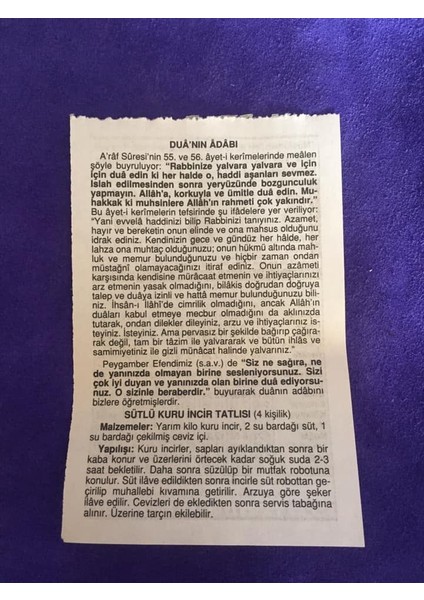 DUÂ'NIN ÂDÂBI
A'râf Sûresi'nin 55. ve 56. âyet-i kerîmelerinde meâlen
şöyle buyruluyor: “Rabbinize yalvara yalvara ve için
için duâ edin ki her halde o, haddi aşanları sevmez.
Islah edilmesinden sonra yeryüzünde bozgunculuk
yapmayın. Allâh'a, korkuyla ve ümitle duâ edin. Mu-
hakkak ki muhsinlere Allâh'ın rahmeti çok yakındır.”
Bu âyet-i kerîmelerin tefsirinde şu ifâdelere yer veriliyor:
“Yani evvelâ haddinizi bilip Rabbinizi tanıyınız. Azamet,
hayır ve bereketin onun elinde ve ona mahsus olduğunu
idrak ediniz. Kendinizin gece ve gündüz her hâlde, her
lahza ona muhtaç olduğunuzu; onun hükmü altında mah-
luk ve memur bulunduğunuzu ve hiçbir zaman ondan
müstağnî olamayacağınızı itiraf ediniz. Onun azâmeti
karşısında kendisine mürâcaat etmenin ve ihtiyaçlarınızı
arz etmenin yasak olmadığını, bilâkis doğrudan doğruya
talep ve duâya izinli ve hattâ memur bulunduğunuzu bili-
niz. İhsân-ı ilâhî'de cimrilik olmadığını, ancak Allâh'ın
duâları kabul etmeye mecbur olmadığını da aklınızda
tutarak, ondan dilekler dileyiniz, arzu ve ihtiyaçlarınız is-
teyiniz. İsteyiniz. Ama pervasız bir şekilde bağırıp çağıra-
rak değil, tam bir tâzim ile yalvararak ve bütün ihlâs ve
samimiyetiniz ile gizli münâcat halinde yalvarınız.”
Peygamber Efendimiz (s.a.v.) de “Siz ne sağıra, ne
de yanınızda olmayan birine sesleniyorsunuz. Sizi
çok iyi duyan ve yanınızda olan birine duâ ediyorsu-
nuz. O sizinle beraberdir.” buyurarak duânın adâbını
bizlere öğretmişlerdir.
SÜTLÜ KURU İNCİR TATLISI (4 kişilik)
Malzemeler: Yarım kilo kuru incir, 2 su bardağı süt, 1
su bardağı çekilmiş ceviz içi.
Yapılışı: Kuru incirler, sapları ayıklandıktan sonra bir
kaba konur ve üzerlerini örtecek kadar soğuk suda 2-3
saat bekletilir. Daha sonra süzülüp bir mutfak robotuna
konulur. Süt ilâve edildikten sonra incirle süt robottan ge-
çirilip muhallebi kıvamına getirilir. Arzuya göre şeker
ilâve edilir. Cevizleri de ekledikten sonra servis tabağına
alınır. Üzerine tarçın ekilebilir.